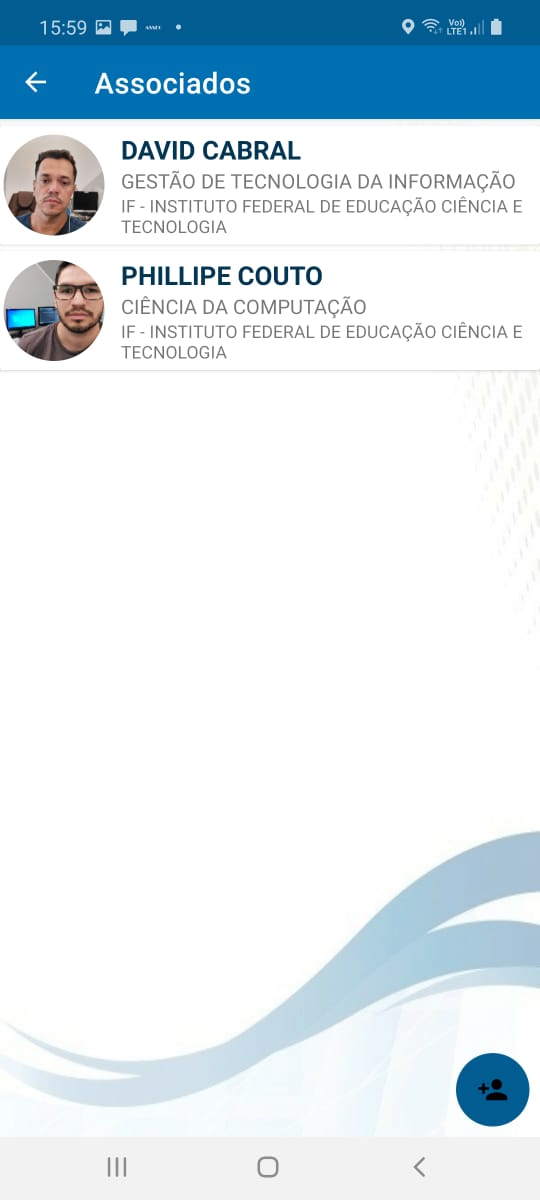 15:59
Vo))
LTE1
Associados
DAVID CABRAL
GESTÃO DE TECNOLOGIA DA INFORMAÇÃO
IF - INSTITUTO FEDERAL DE EDUCAÇÃO CIÊNCIA E
TECNOLOGIA
PHILLIPE COUTO
CIÊNCIA DA COMPUTAÇÃO
IF - INSTITUTO FEDERAL DE EDUCAÇÃO CIÊNCIA E
TECNOLOGIA